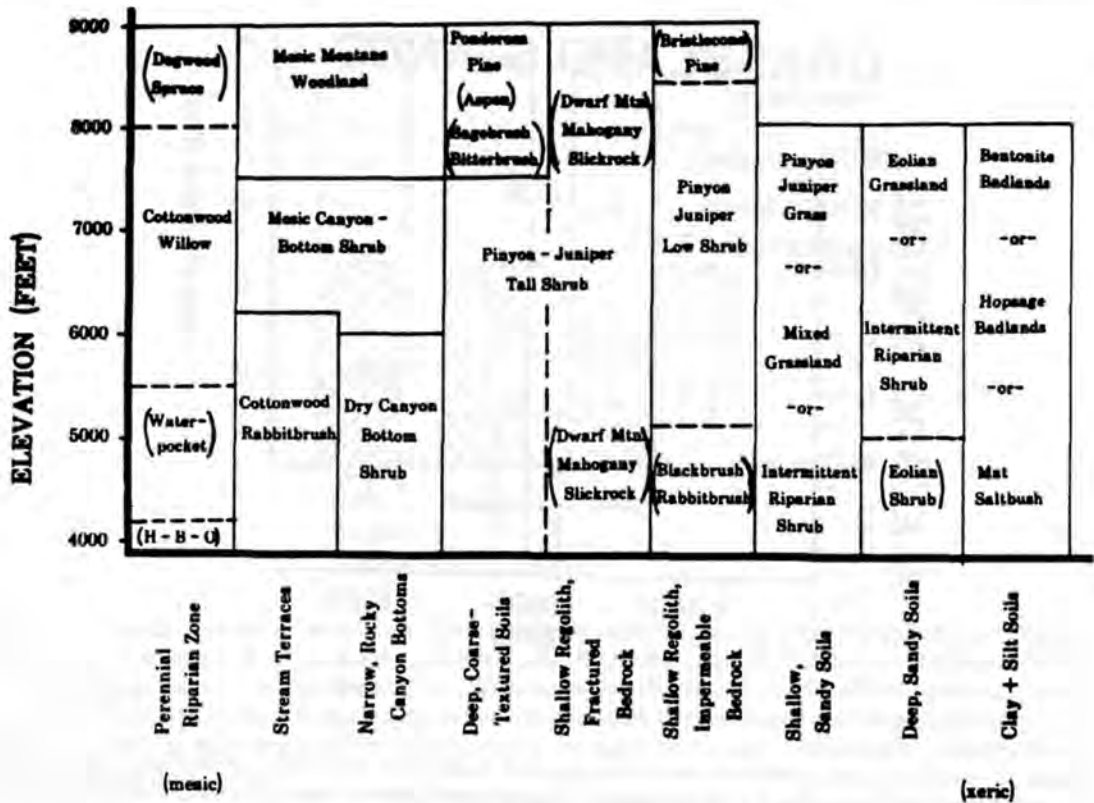 ELEVATION (FEET)
9000
8000
7000
6000
5000
4000
(Dogwood
Spruce)
Cottonwood
Willow
(Water-
pocket)
(H-B-O)
Mesic Montane
Woodland
Mesic Canyon-
Bottom Shrub
Cottonwood
Rabbitbrush
Dry Canyon
Bottom
Shrub
Ponderosa
Pine
(Aspen)
(Sagebrush
Bitterbrush)
Pinyon - Juniper
Tall Shrub
(Dwarf Mtn
Mahogany
Slickrock)
(Dwarf Mtn
Mahogany
Slickrock)
(Bristlecone
Pine)
Pinyon
Juniper
Low Shrub
(Blackbrush
Rabbitbrush)
Pinyon
Juniper
Grass
-or-
Mixed
Grassland
-or-
Intermittent
Riparian
Shrub
Eolian
Grassland
-or-
Intermittent
Riparian
Shrub
(Eolian
Shrub)
Bentonite
Badlands
-or-
Hopsage
Badlands
-or-
Mat
Saltbush
Perennial
Riparian Zone
Stream Terraces
Narrow, Rocky
Canyon Bottoms
Deep, Coarse-
Textured Soils
Shallow Regolith,
Fractured
Bedrock
Shallow Regolith,
Impermeable
Bedrock
Shallow,
Sandy Soils
Deep, Sandy Soils
Clay + Silt Soils
(mesic)
(xeric)